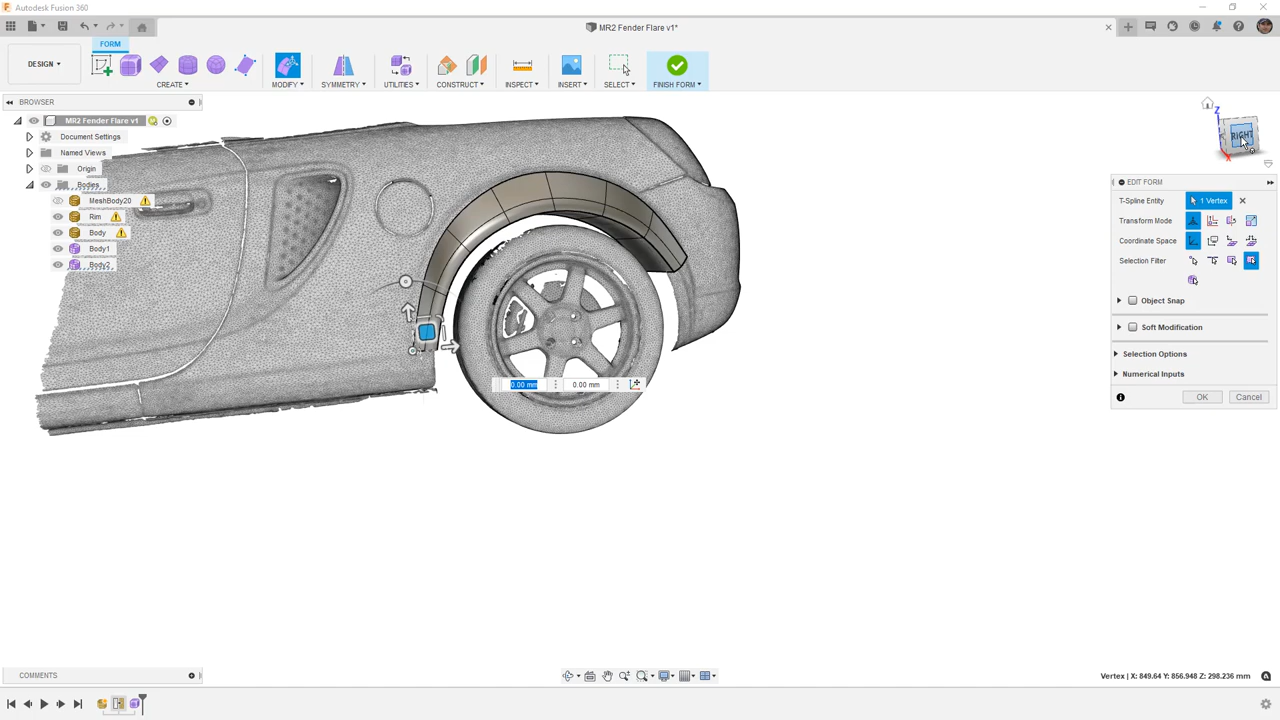 Autodesk Fusion 360
MR2 Fender Flare v1*
FORM
DESIGN
CREATE
MODIFY
SYMMETRY
UTILITIES
CONSTRUCT
INSPECT
INSERT
SELECT
FINISH FORM
BROWSER
MR2 Fender Flare v1
Document Settings
Named Views
Origin
Bodies
MeshBody20
Rim
Body
Body1
Body2
Z
RIGHT
X
EDIT FORM
T-Spline Entity
1 Vertex
Transform Mode
Coordinate Space
Selection Filter
Object Snap
Soft Modification
Selection Options
Numerical Inputs
OK
Cancel
0.00 mm
0.00 mm
COMMENTS
Vertex | X: 849.64 Y: 856.948 Z: 298.236 mm